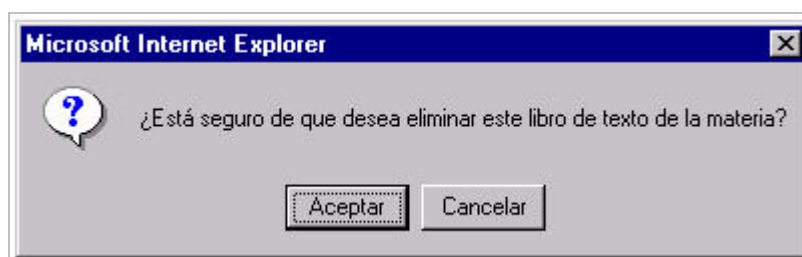 Microsoft Internet Explorer
¿Está seguro de que desea eliminar este libro de texto de la materia?
Aceptar Cancelar